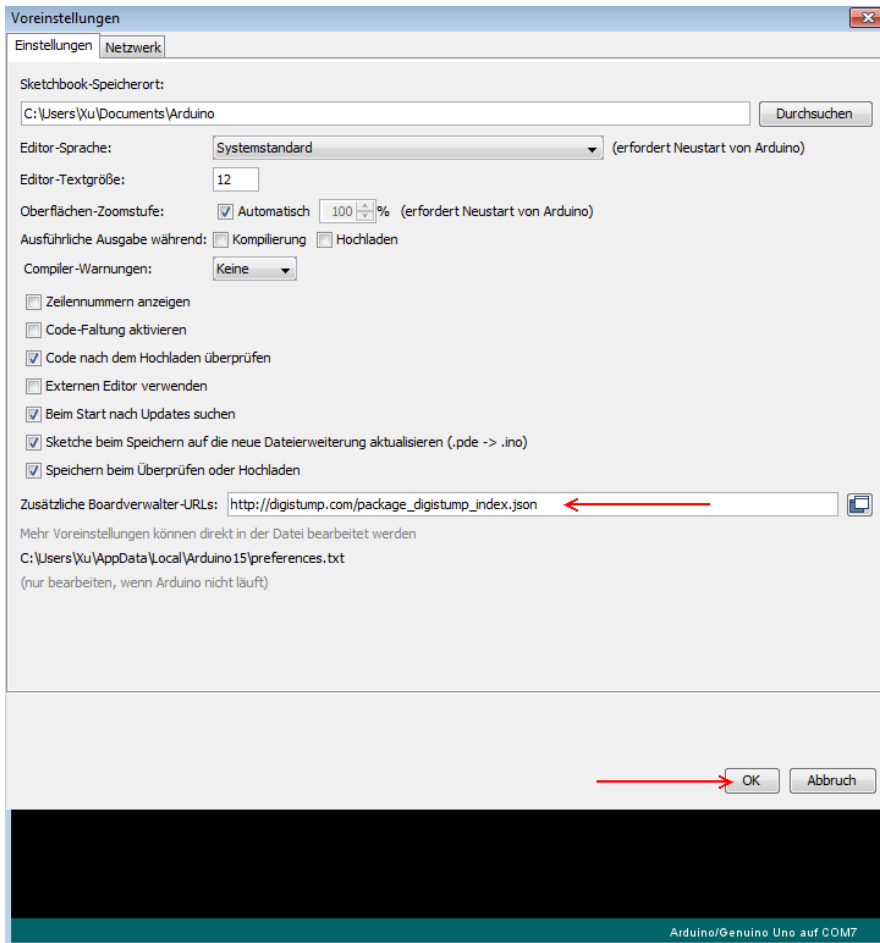 Voreinstellungen
Einstellungen Netzwerk
Sketchbook-Speicherort:
C:\Users\Xu\Documents\Arduino Durchsuchen
Editor-Sprache: Systemstandard (erfordert Neustart von Arduino)
Editor-Textgröße: 12
Oberflächen-Zoomstufe: Automatisch 100 % (erfordert Neustart von Arduino)
Ausführliche Ausgabe während: Kompilierung Hochladen
Compiler-Warnungen: Keine
Zeilennummern anzeigen
Code-Faltung aktivieren
Code nach dem Hochladen überprüfen
Externen Editor verwenden
Beim Start nach Updates suchen
Sketche beim Speichern auf die neue Dateierweiterung aktualisieren (.pde -> .ino)
Speichern beim Überprüfen oder Hochladen
Zusätzliche Boardverwalter-URLs: http://digistump.com/package_digistump_index.json
Mehr Voreinstellungen können direkt in der Datei bearbeitet werden
C:\Users\Xu\AppData\Local\Arduino15\preferences.txt
(nur bearbeiten, wenn Arduino nicht läuft)
OK Abbruch
Arduino/Genuino Uno auf COM7